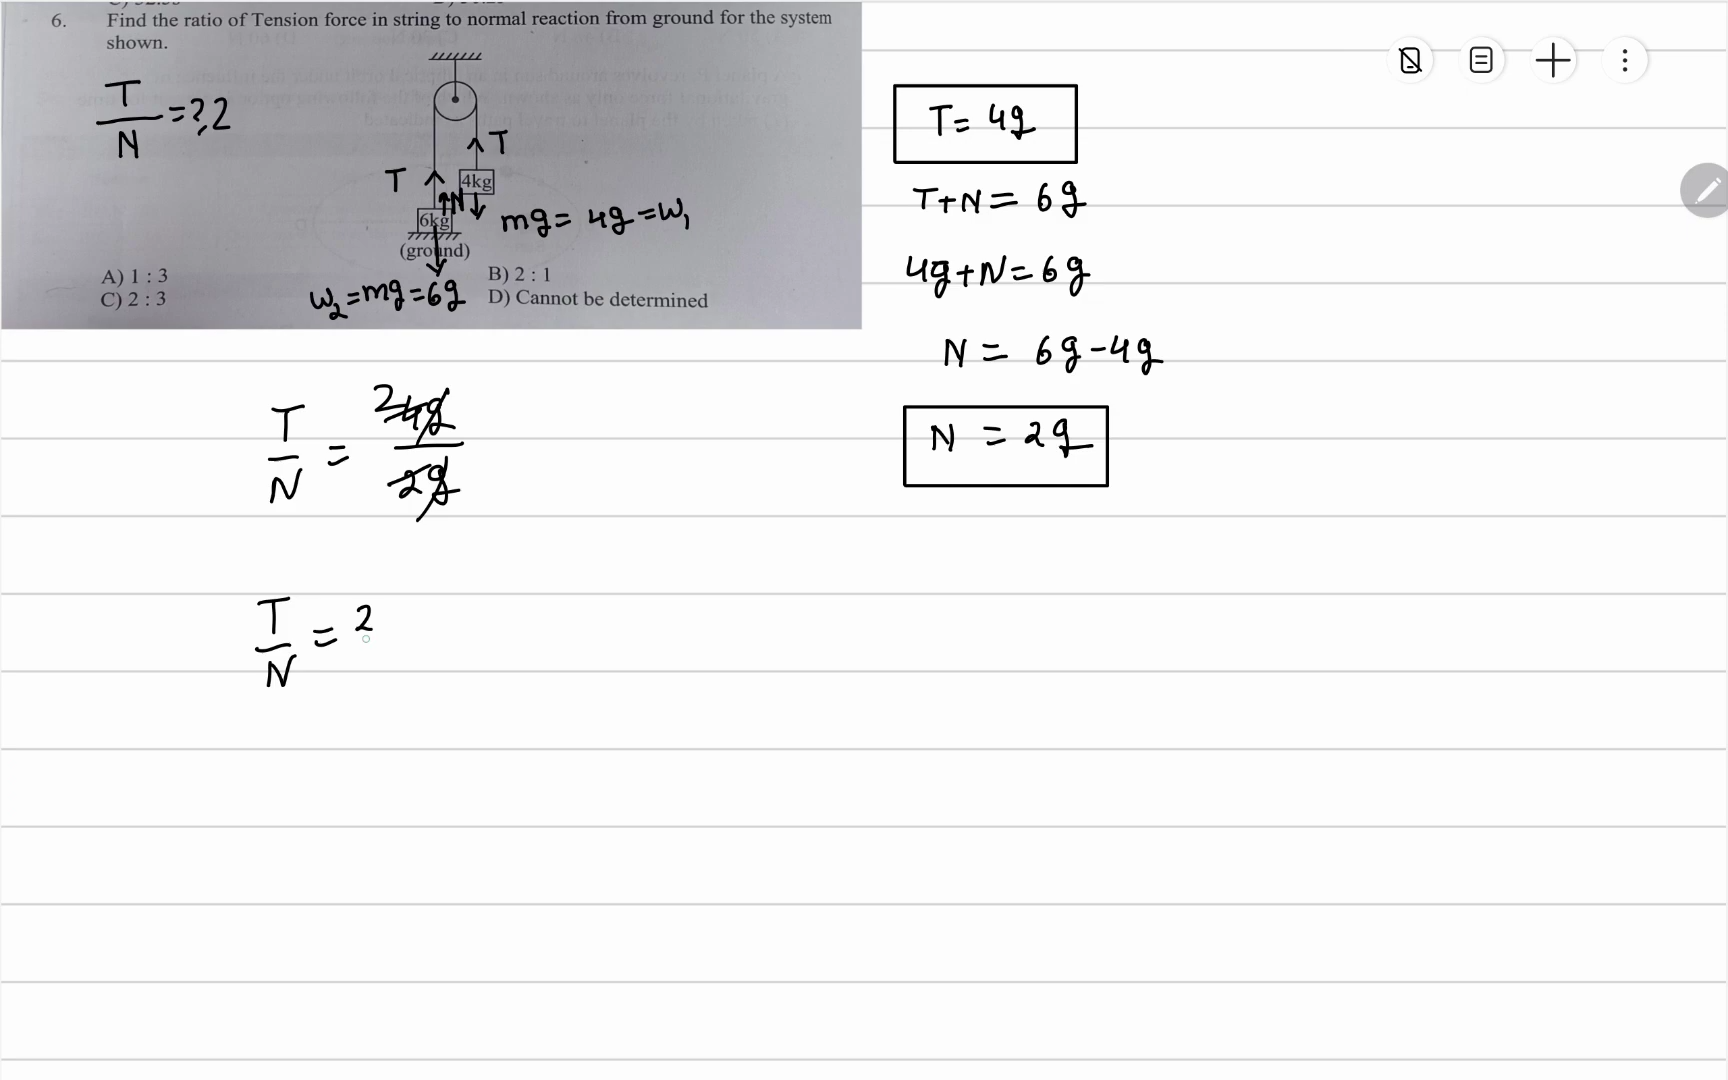 6. Find the ratio of Tension force in string to normal reaction from ground for the system
shown.
T/N = ??
T
T
4kg
N
6kg
mg = 4g = W₁
(ground)
A) 1 : 3
B) 2 : 1
C) 2 : 3
W₂ = mg = 6g
D) Cannot be determined
T = 4g
T + N = 6g
4g + N = 6g
N = 6g - 4g
N = 2g
2
T/N = 4g/2g
T/N = 2